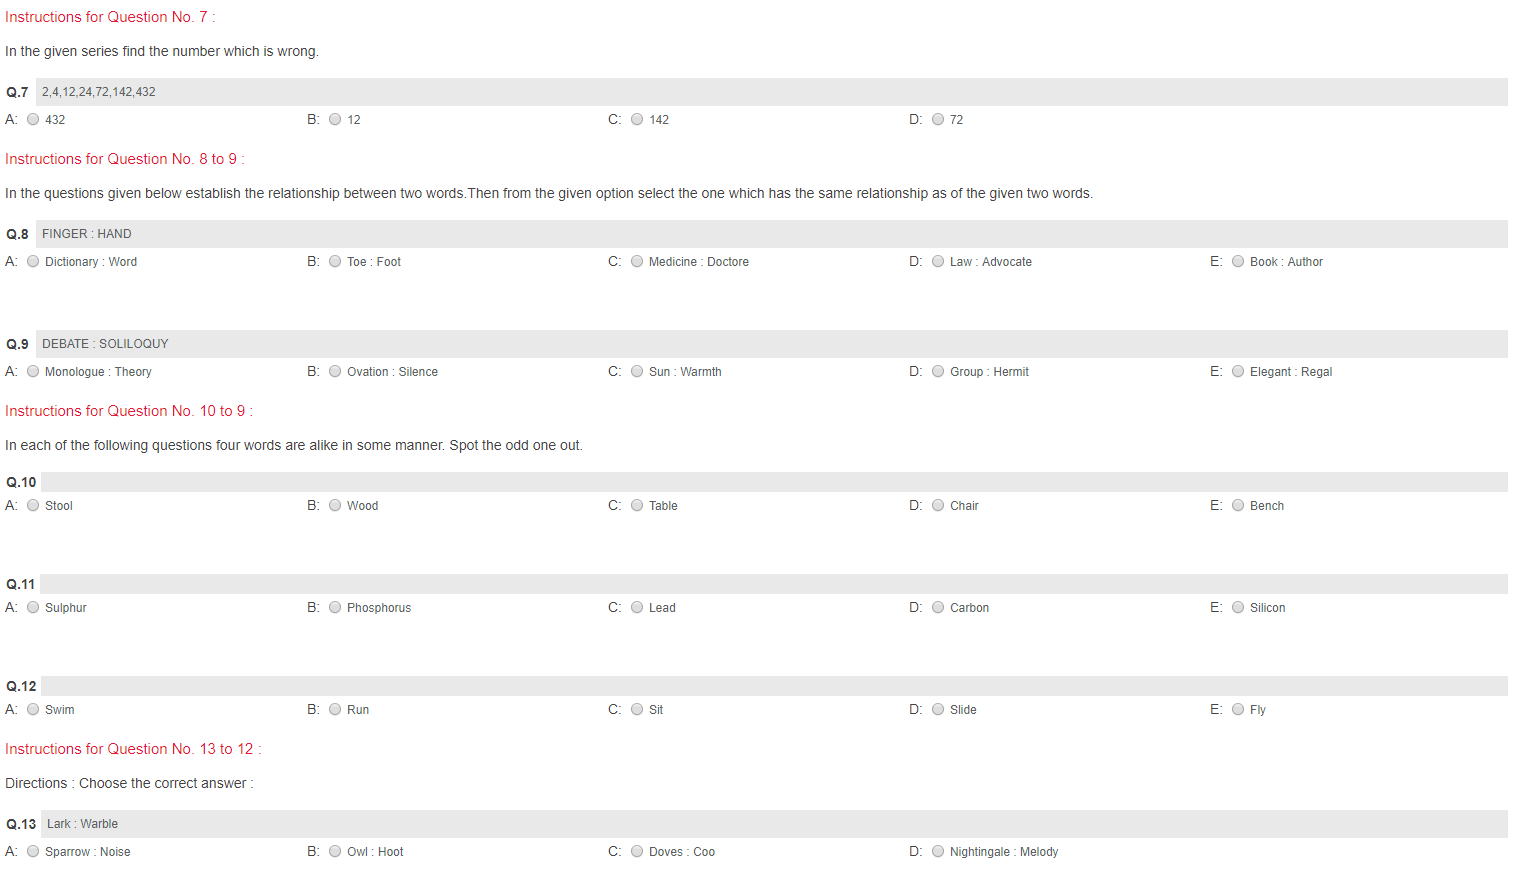 Instructions for Question No. 7 :
In the given series find the number which is wrong.
Q.7 2,4,12,24,72,142,432
A: 432 B: 12 C: 142 D: 72
Instructions for Question No. 8 to 9 :
In the questions given below establish the relationship between two words.Then from the given option select the one which has the same relationship as of the given two words.
Q.8 FINGER : HAND
A: Dictionary : Word B: Toe : Foot C: Medicine : Doctore D: Law : Advocate E: Book : Author
Q.9 DEBATE : SOLILOQUY
A: Monologue : Theory B: Ovation : Silence C: Sun : Warmth D: Group : Hermit E: Elegant : Regal
Instructions for Question No. 10 to 9 :
In each of the following questions four words are alike in some manner. Spot the odd one out.
Q.10
A: Stool B: Wood C: Table D: Chair E: Bench
Q.11
A: Sulphur B: Phosphorus C: Lead D: Carbon E: Silicon
Q.12
A: Swim B: Run C: Sit D: Slide E: Fly
Instructions for Question No. 13 to 12 :
Directions : Choose the correct answer :
Q.13 Lark : Warble
A: Sparrow : Noise B: Owl : Hoot C: Doves : Coo D: Nightingale : Melody